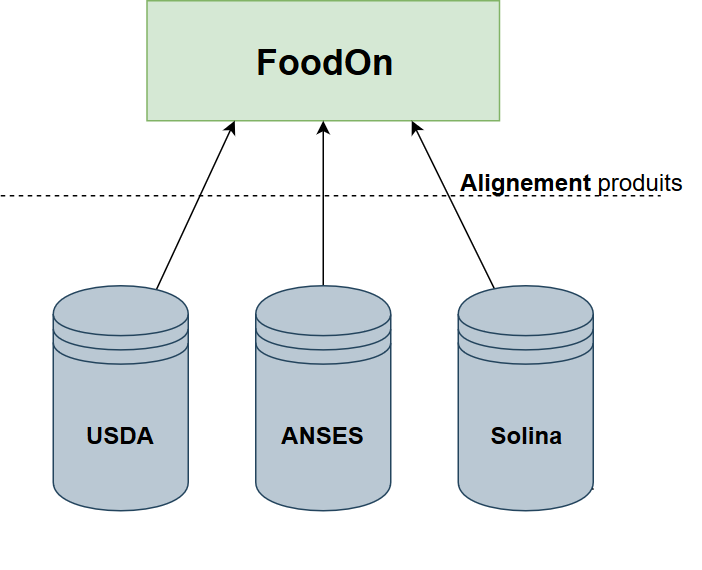 FoodOn
Alignement produits
USDA
ANSES
Solina